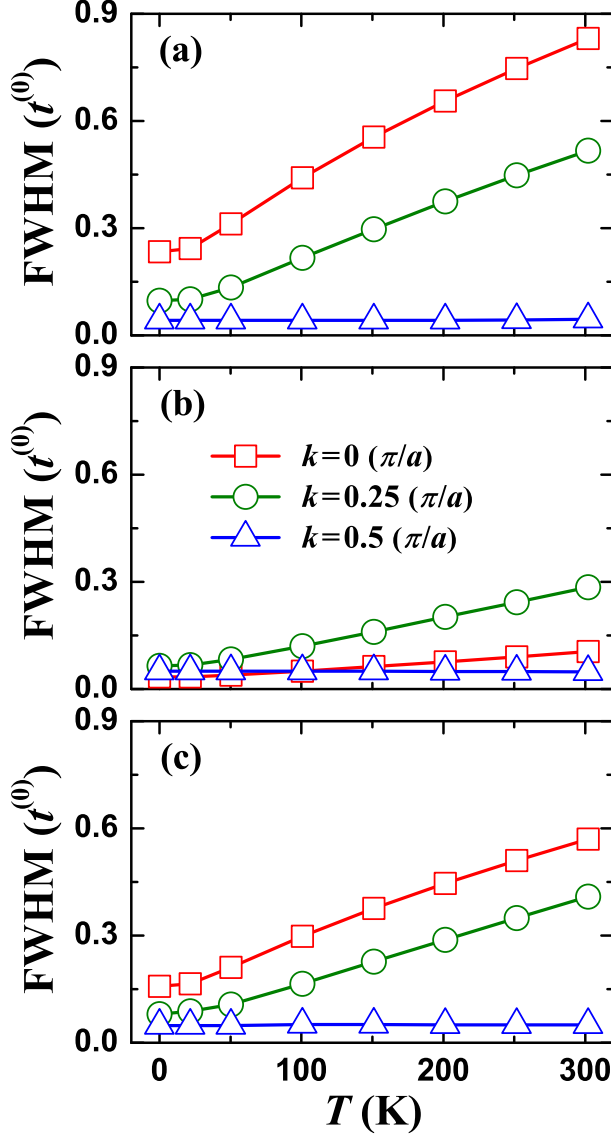 0.9
(a)
0.6
0.3
0.0
FWHM (t^(0))
0.9
(b)
0.6
k=0 (π/a)
k=0.25 (π/a)
k=0.5 (π/a)
0.3
0.0
FWHM (t^(0))
0.9
(c)
0.6
0.3
0.0
FWHM (t^(0))
0 100 200 300
T (K)